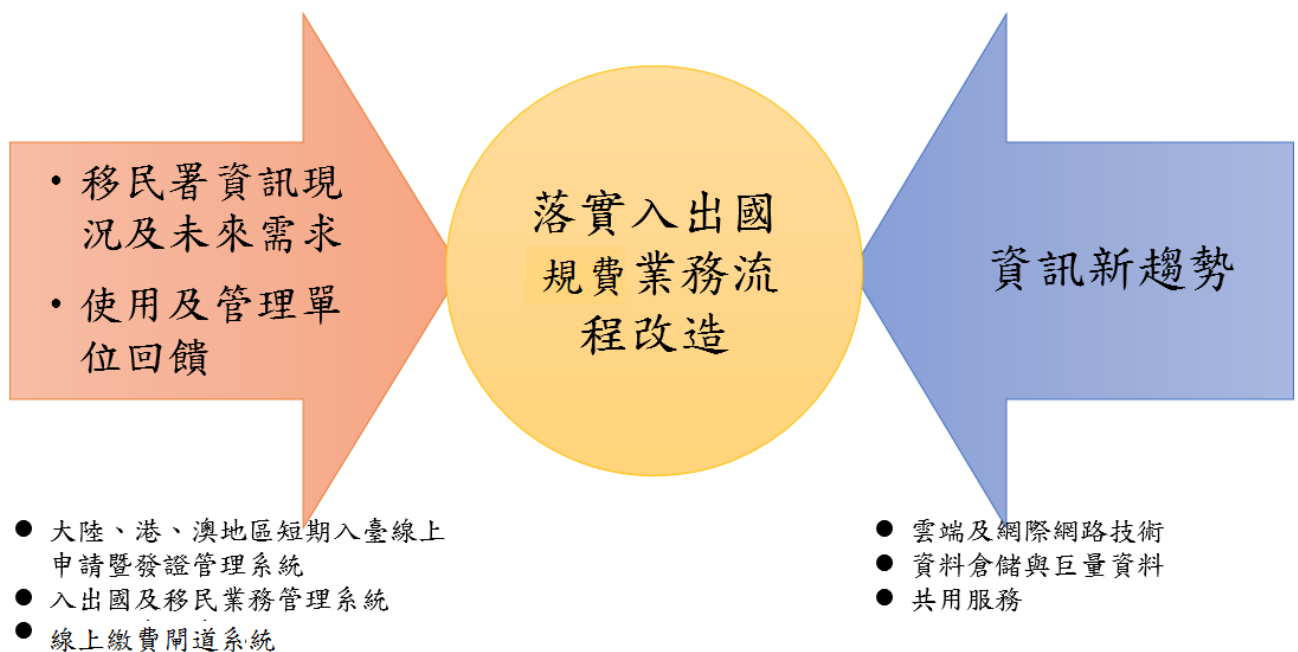 • 移民署資訊現
況及未來需求
• 使用及管理單
位回饋
落實入出國
規費業務流
程改造
資訊新趨勢
● 大陸、港、澳地區短期入臺線上
申請暨發證管理系統
● 入出國及移民業務管理系統
● 線上繳費閘道系統
● 雲端及網際網路技術
● 資料倉儲與巨量資料
● 共用服務